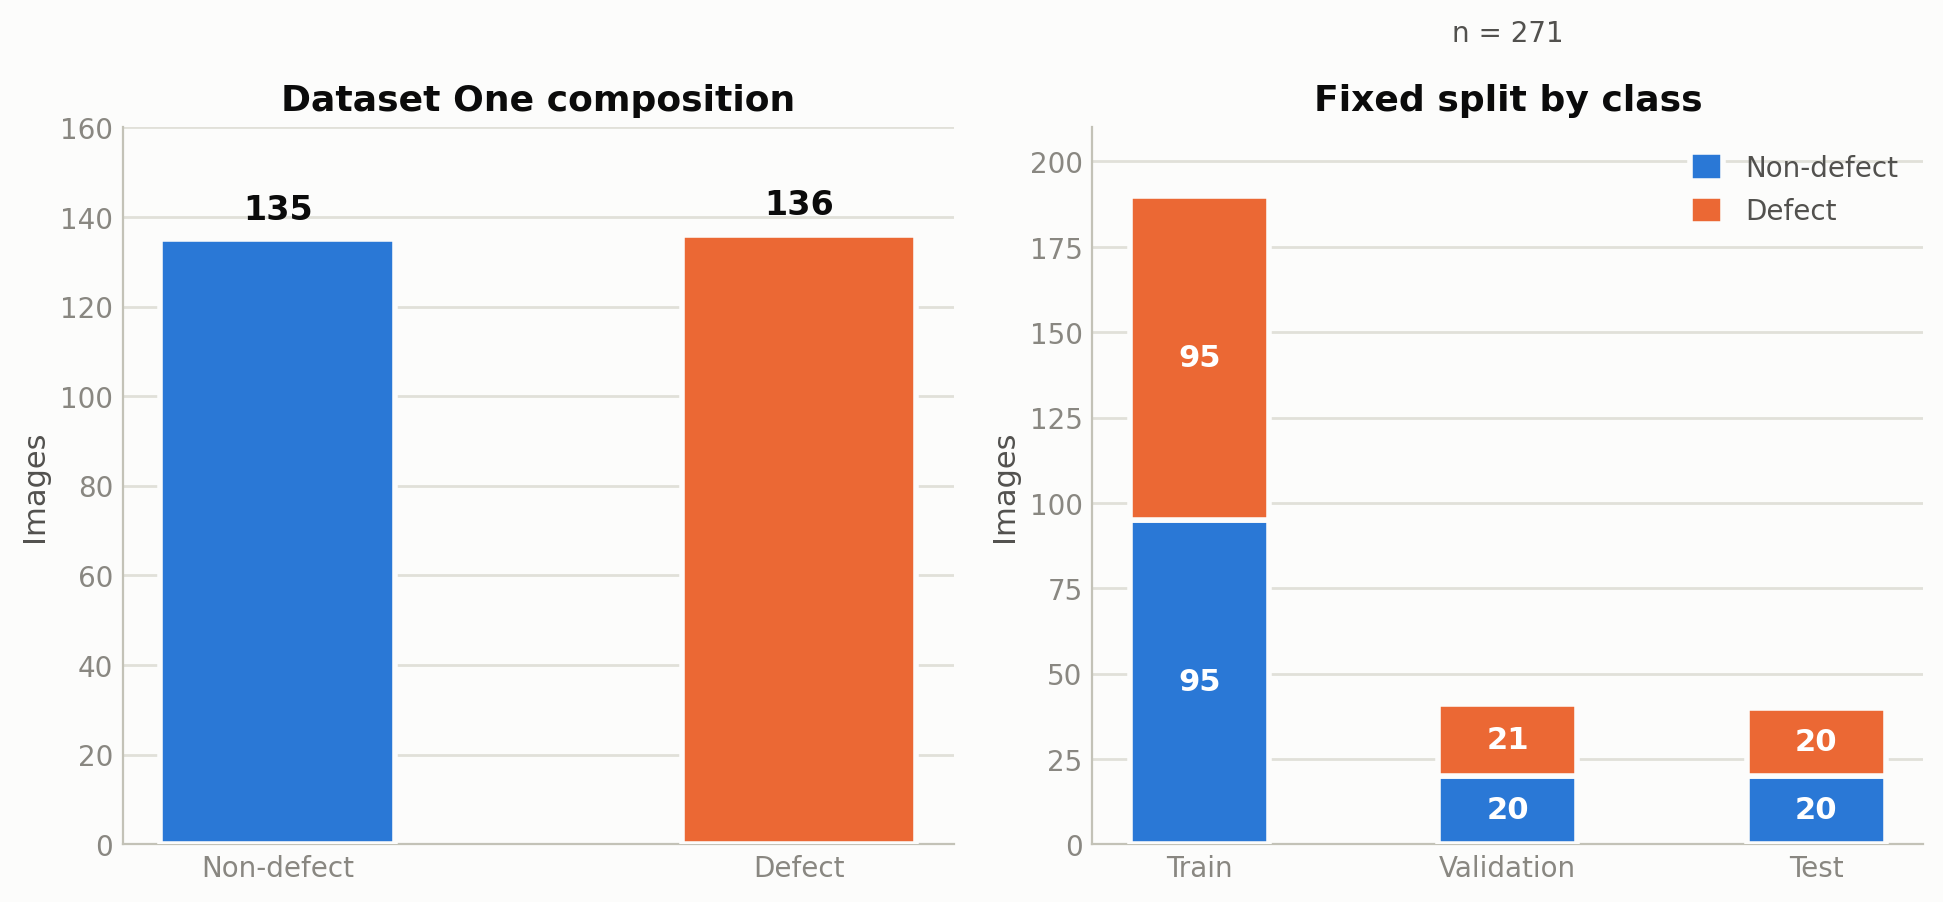 n = 271
Dataset One composition
160
140
120
100
80
60
40
20
0
Images
135
136
Non-defect
Defect
Fixed split by class
200
175
150
125
100
75
50
25
0
Images
Non-defect
Defect
95
95
21
20
20
20
Train
Validation
Test